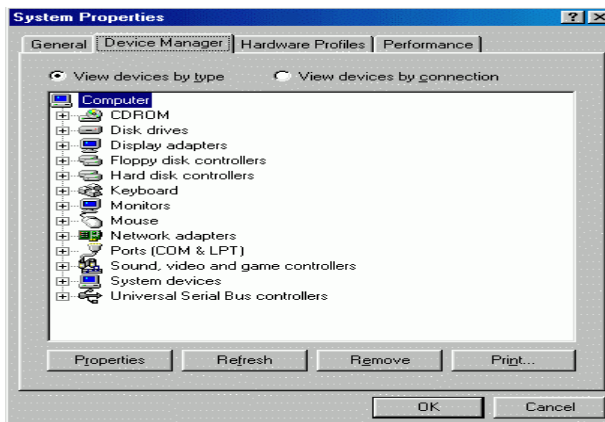 System Properties
General Device Manager Hardware Profiles Performance
View devices by type View devices by connection
Computer
CDROM
Disk drives
Display adapters
Floppy disk controllers
Hard disk controllers
Keyboard
Monitors
Mouse
Network adapters
Ports (COM & LPT)
Sound, video and game controllers
System devices
Universal Serial Bus controllers
Properties Refresh Remove Print...
OK Cancel